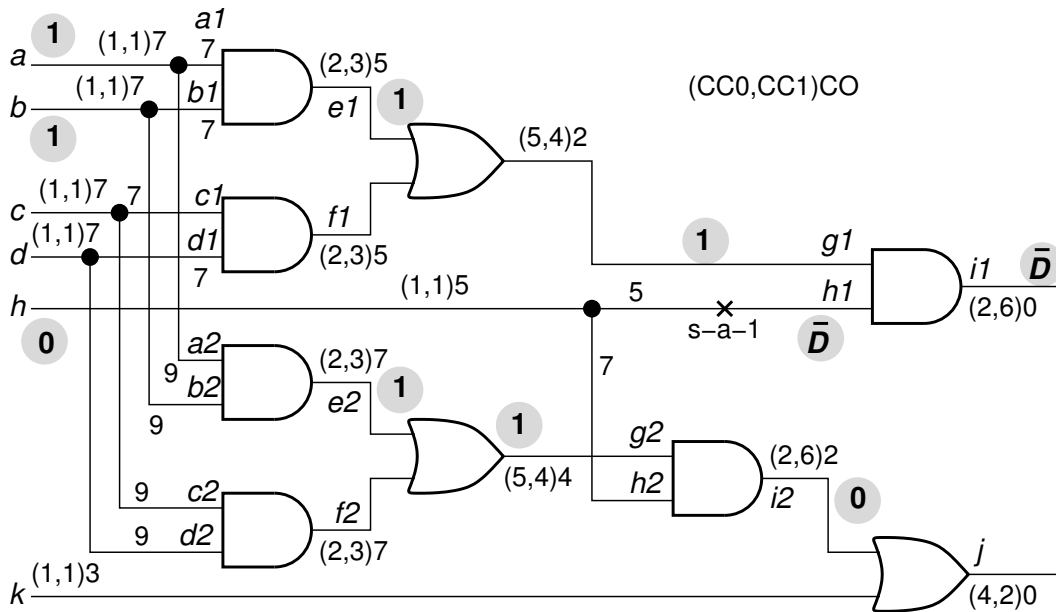 a1
1
a
(1,1)7
7
(2,3)5
(1,1)7
b1
1
(CC0,CC1)CO
b
e1
1
7
(5,4)2
(1,1)7
7
c1
c
f1
(1,1)7
d1
1
g1
d
(2,3)5
D̅
7
i1
(1,1)5
5
h1
h
(2,6)0
0
s−a−1
D̅
a2
(2,3)7
7
9
b2
1
e2
1
9
g2
(2,6)2
(5,4)4
9
c2
h2
i2
0
f2
9
d2
(2,3)7
j
(1,1)3
k
(4,2)0